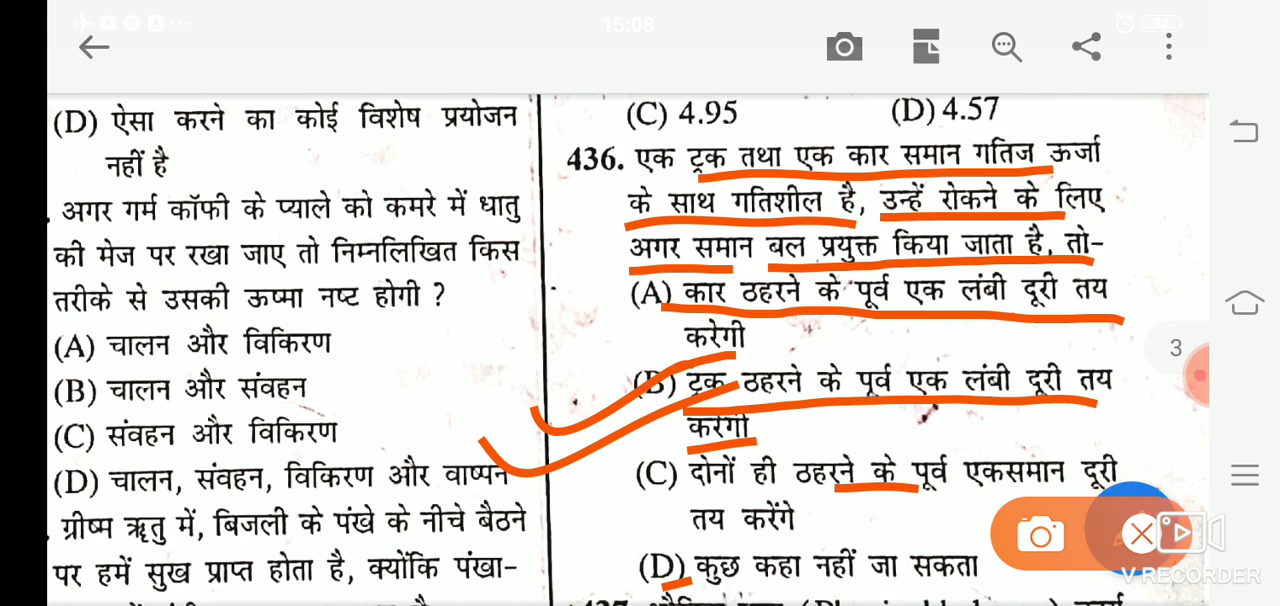 15:08
92
(D) ऐसा करने का कोई विशेष प्रयोजन
नहीं है
. अगर गर्म कॉफी के प्याले को कमरे में धातु
की मेज पर रखा जाए तो निम्नलिखित किस
तरीके से उसकी ऊष्मा नष्ट होगी ?
(A) चालन और विकिरण
(B) चालन और संवहन
(C) संवहन और विकिरण
(D) चालन, संवहन, विकिरण और वाष्पन
. ग्रीष्म ऋतु में, बिजली के पंखे के नीचे बैठने
पर हमें सुख प्राप्त होता है, क्योंकि पंखा-
(C) 4.95 (D) 4.57
436. एक ट्रक तथा एक कार समान गतिज ऊर्जा
के साथ गतिशील है, उन्हें रोकने के लिए
अगर समान बल प्रयुक्त किया जाता है, तो-
(A) कार ठहरने के पूर्व एक लंबी दूरी तय
करेगी
(B) ट्रक ठहरने के पूर्व एक लंबी दूरी तय
करेगी
(C) दोनों ही ठहरने के पूर्व एकसमान दूरी
तय करेंगे
(D) कुछ कहा नहीं जा सकता
3
V RECORDER